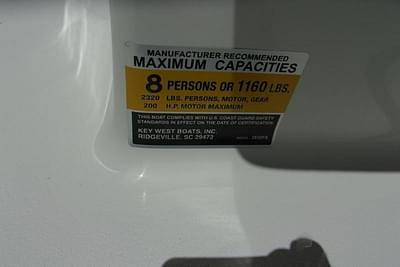 MANUFACTURER RECOMMENDED
MAXIMUM CAPACITIES
8 PERSONS OR 1160 LBS.
2320 LBS. PERSONS, MOTOR, GEAR
200 H.P. MOTOR MAXIMUM
THIS BOAT COMPLIES WITH U.S. COAST GUARD SAFETY
STANDARDS IN EFFECT ON THE DATE OF CERTIFICATION
KEY WEST BOATS, INC.
RIDGEVILLE, SC 29472